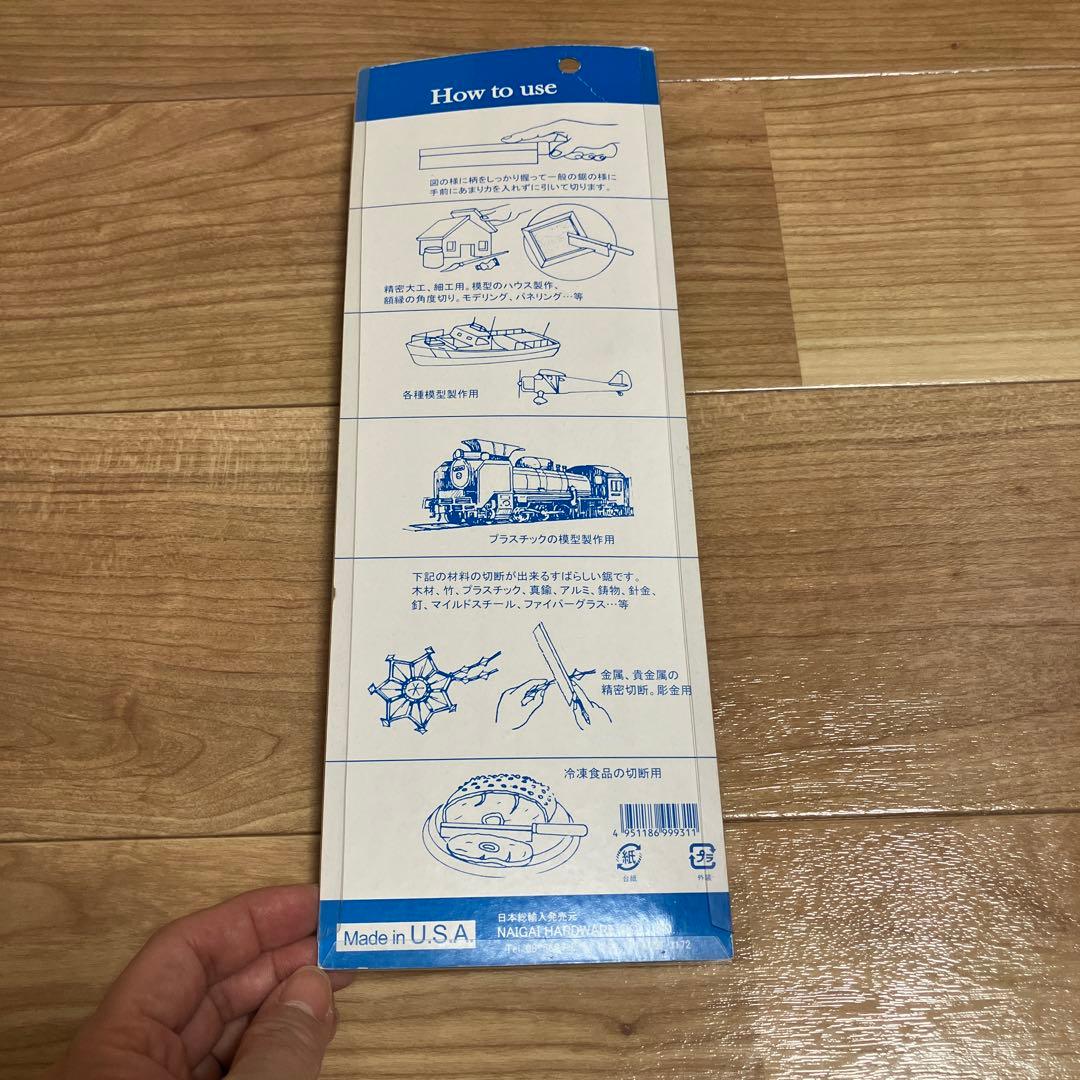 How to use
図の様に柄をしっかり握って一般の鋸の様に
手前にあまり力を入れずに引いて切ります。
精密大工、細工用。模型のハウス製作、
額縁の角度切り。モデリング、パネリング…等
各種模型製作用
プラスチックの模型製作用
下記の材料の切断が出来るすばらしい鋸です。
木材、竹、プラスチック、真鍮、アルミ、鋳物、針金、
釘、マイルドスチール、ファイバーグラス…等
金属、貴金属の
精密切断。彫金用
冷凍食品の切断用
4 951186 999311
紙
台紙
プラ
外装
日本総輸入発売元
Made in U.S.A.
NAIGAI HARDWARE
Tel